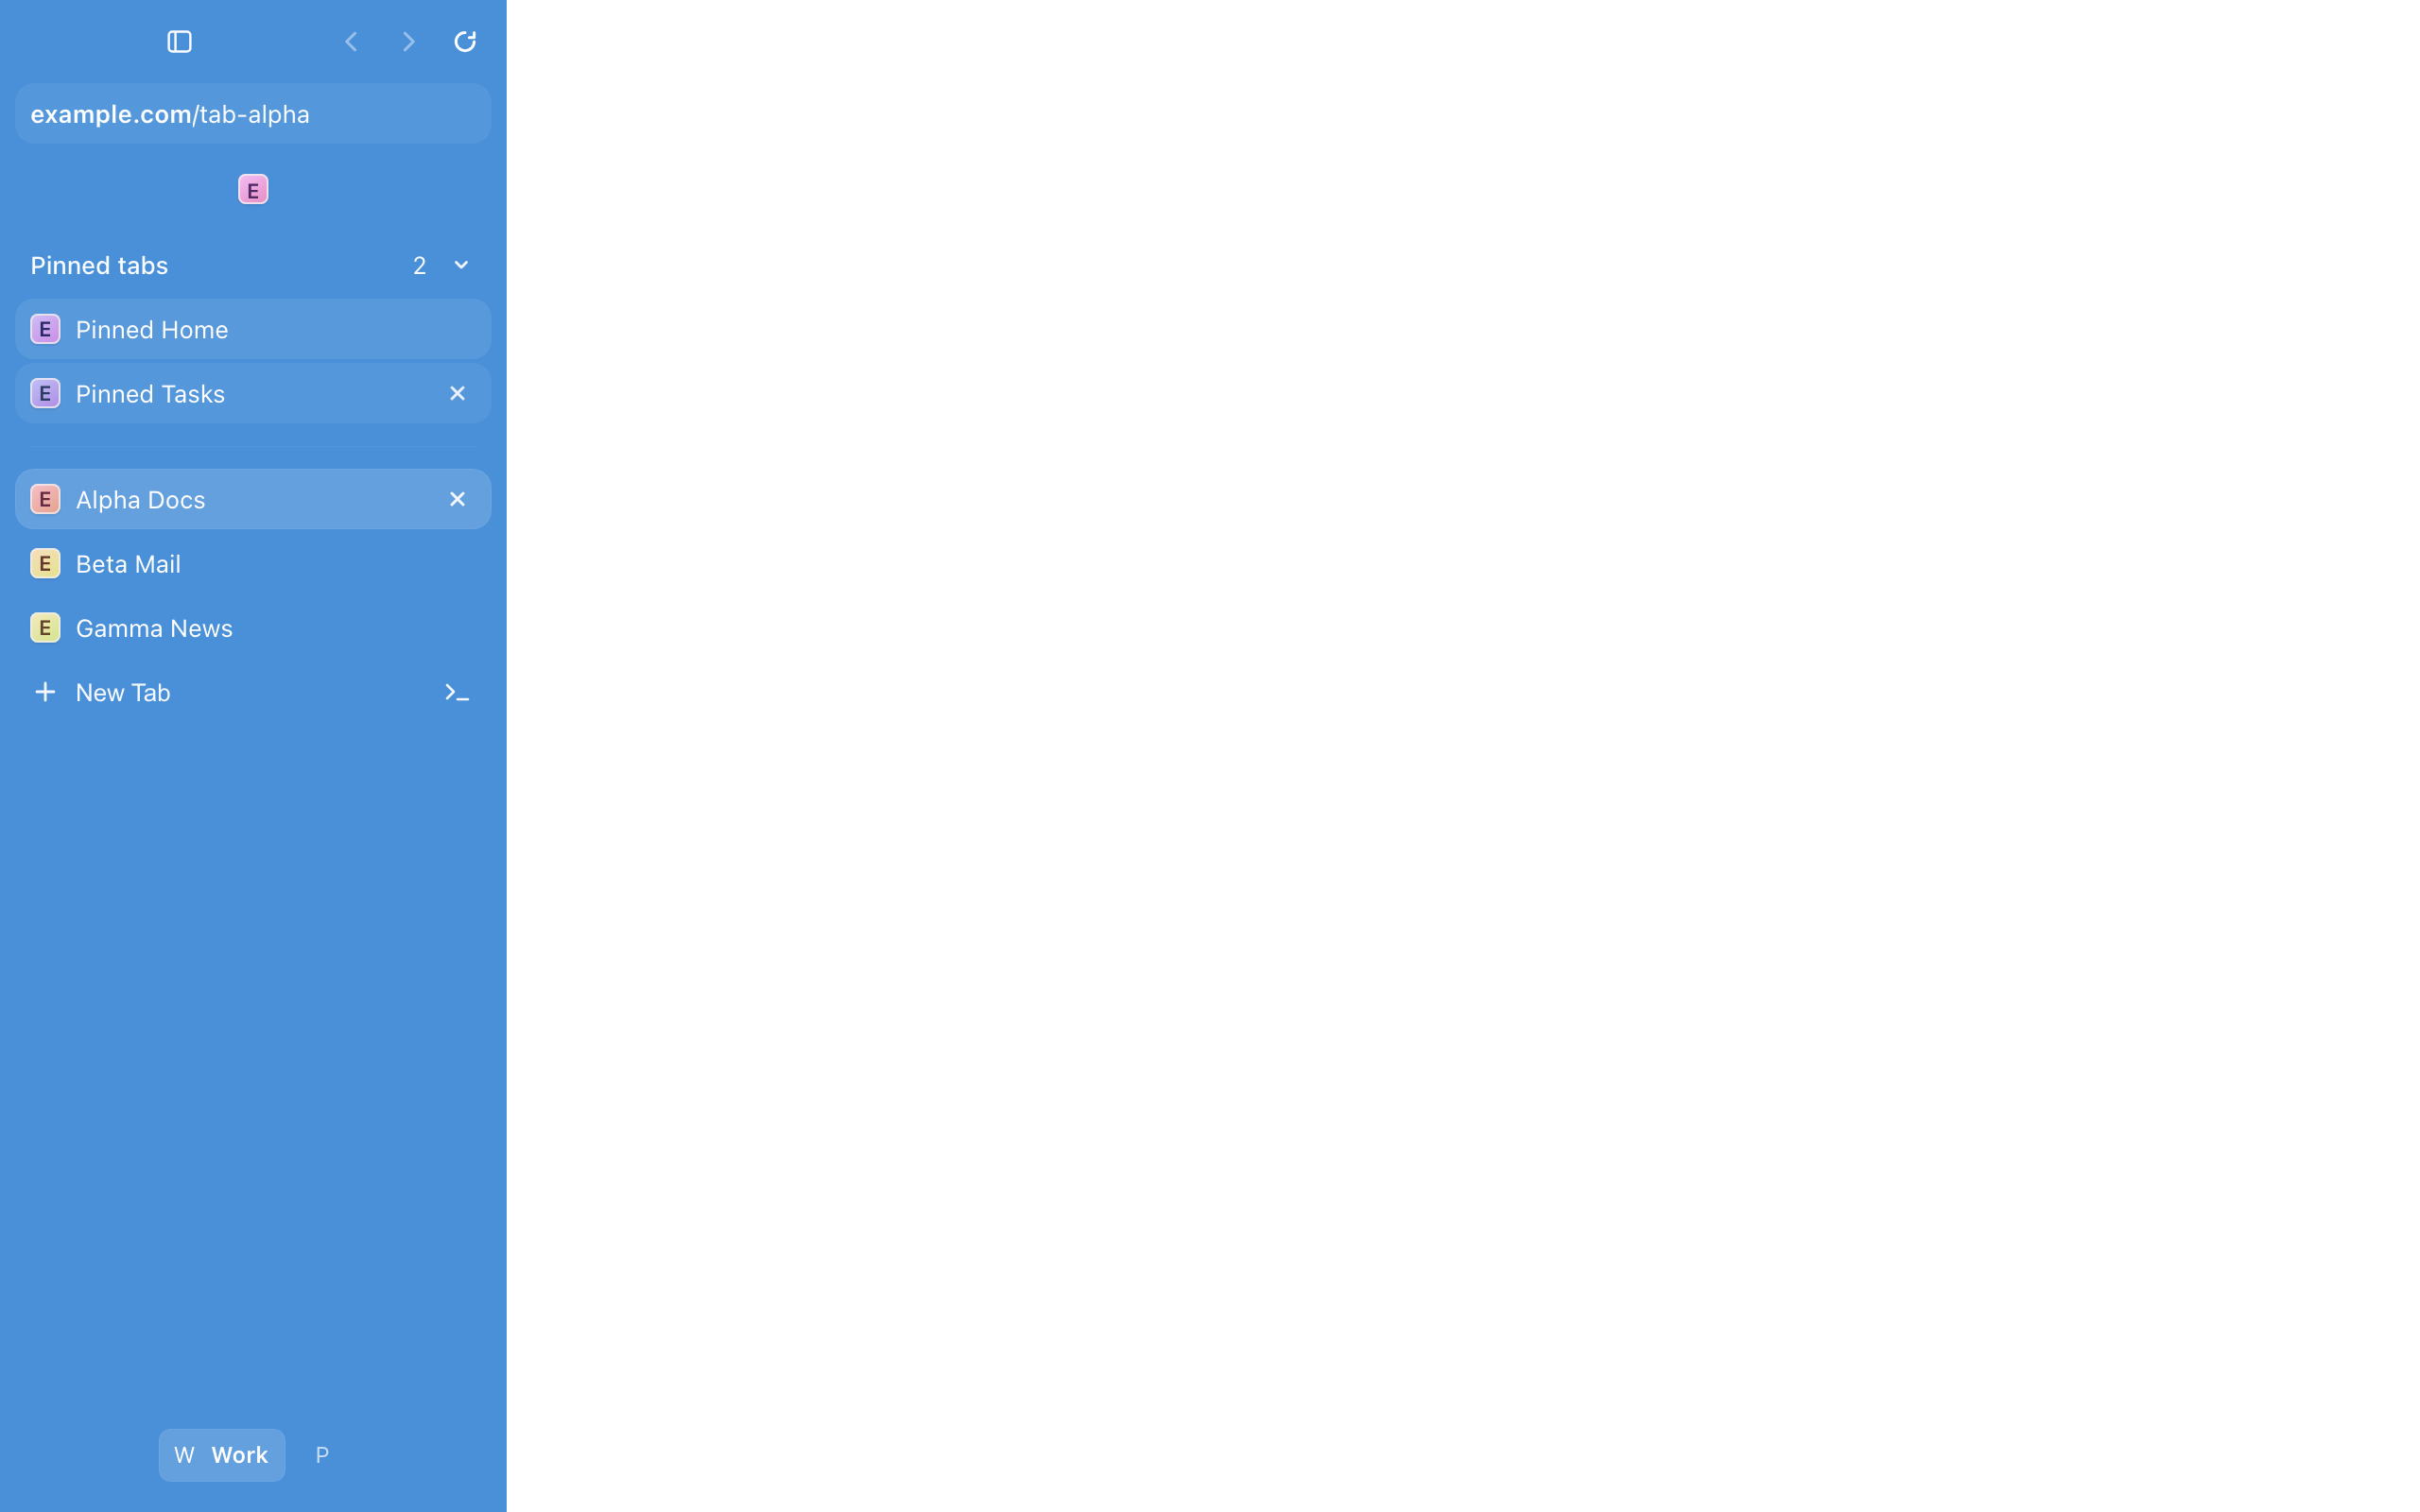 example.com/tab-alpha
E
Pinned tabs 2
E Pinned Home
E Pinned Tasks
E Alpha Docs
E Beta Mail
E Gamma News
New Tab
W Work P